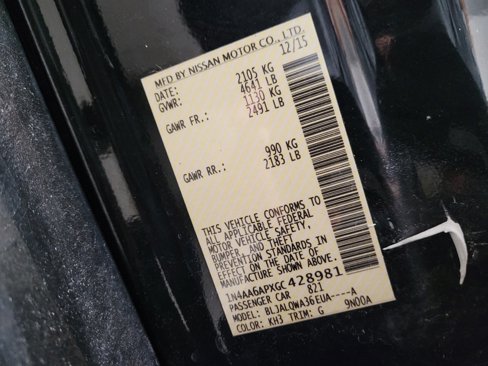 MFD BY NISSAN MOTOR CO., LTD.
DATE: 12/15
GVWR: 2105 KG
4641 LB
GAWR FR.: 1130 KG
2491 LB
GAWR RR.: 990 KG
2183 LB
THIS VEHICLE CONFORMS TO
ALL APPLICABLE FEDERAL
MOTOR VEHICLE SAFETY,
BUMPER, AND THEFT
PREVENTION STANDARDS IN
EFFECT ON THE DATE OF
MANUFACTURE SHOWN ABOVE.
1N4AA6APXGC428981
PASSENGER CAR 821
MODEL: BLJALQWA36EUA----A
COLOR: KH3 TRIM: G 9N00A